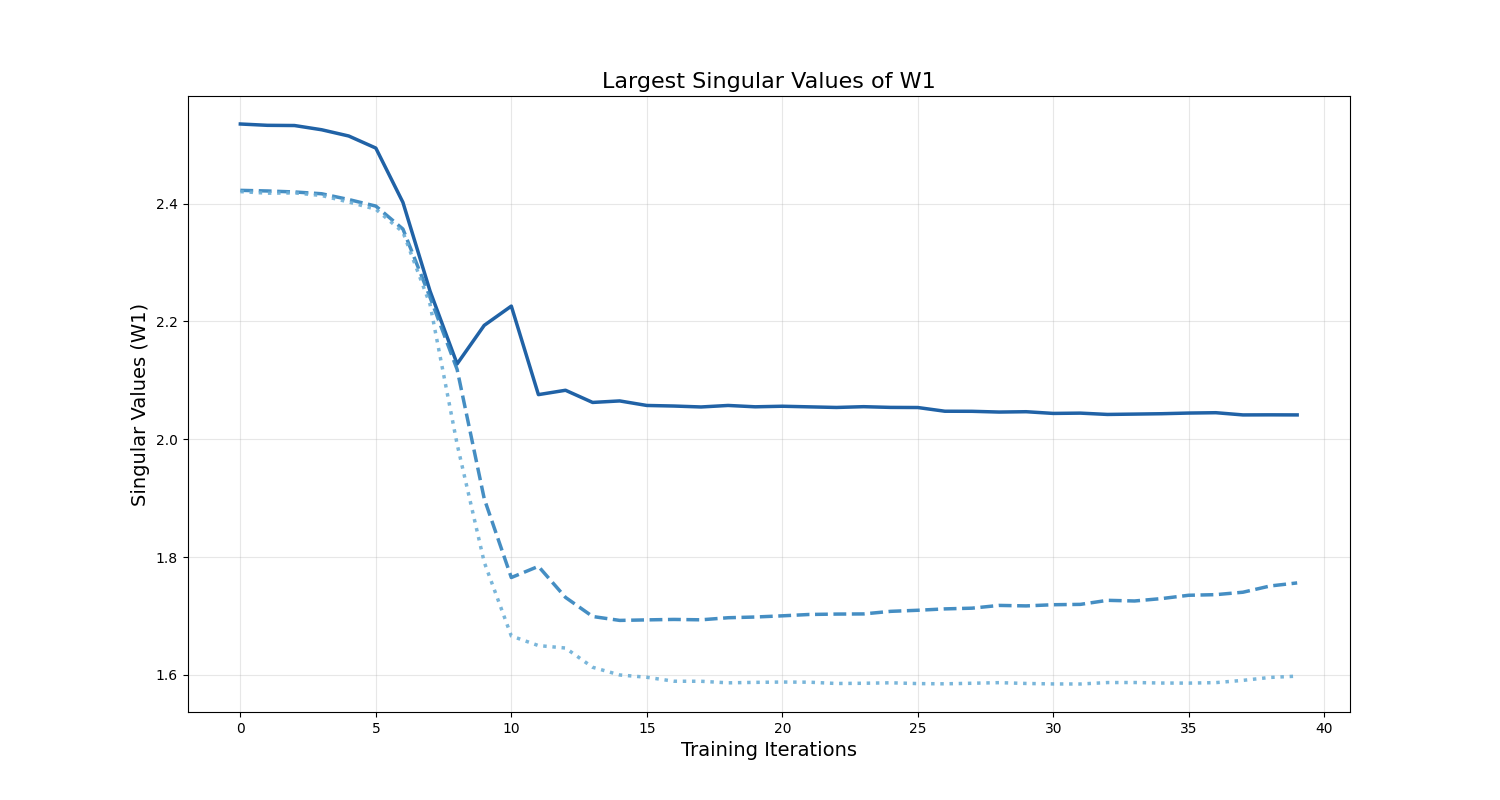 Largest Singular Values of W1
Singular Values (W1)
2.4
2.2
2.0
1.8
1.6
0 5 10 15 20 25 30 35 40
Training Iterations